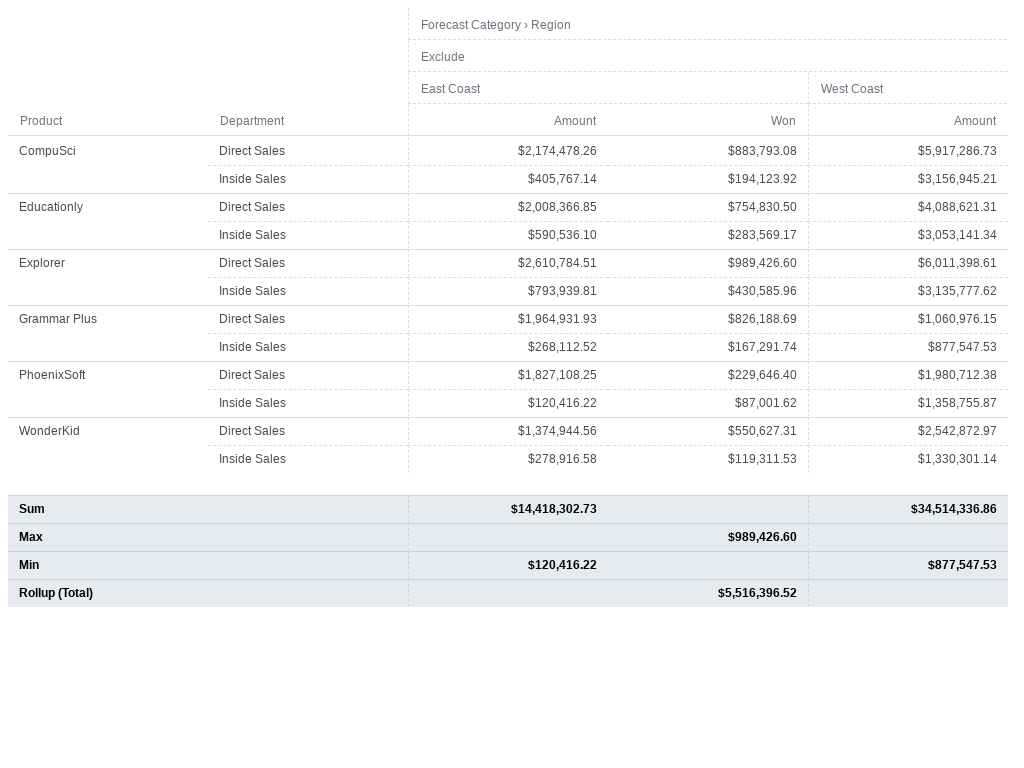 Forecast Category › Region
Exclude
East Coast West Coast
Product Department Amount Won Amount
CompuSci Direct Sales $2,174,478.26 $883,793.08 $5,917,286.73
Inside Sales $405,767.14 $194,123.92 $3,156,945.21
Educationly Direct Sales $2,008,366.85 $754,830.50 $4,088,621.31
Inside Sales $590,536.10 $283,569.17 $3,053,141.34
Explorer Direct Sales $2,610,784.51 $989,426.60 $6,011,398.61
Inside Sales $793,939.81 $430,585.96 $3,135,777.62
Grammar Plus Direct Sales $1,964,931.93 $826,188.69 $1,060,976.15
Inside Sales $268,112.52 $167,291.74 $877,547.53
PhoenixSoft Direct Sales $1,827,108.25 $229,646.40 $1,980,712.38
Inside Sales $120,416.22 $87,001.62 $1,358,755.87
WonderKid Direct Sales $1,374,944.56 $550,627.31 $2,542,872.97
Inside Sales $278,916.58 $119,311.53 $1,330,301.14
Sum $14,418,302.73 $34,514,336.86
Max $989,426.60
Min $120,416.22 $877,547.53
Rollup (Total) $5,516,396.52